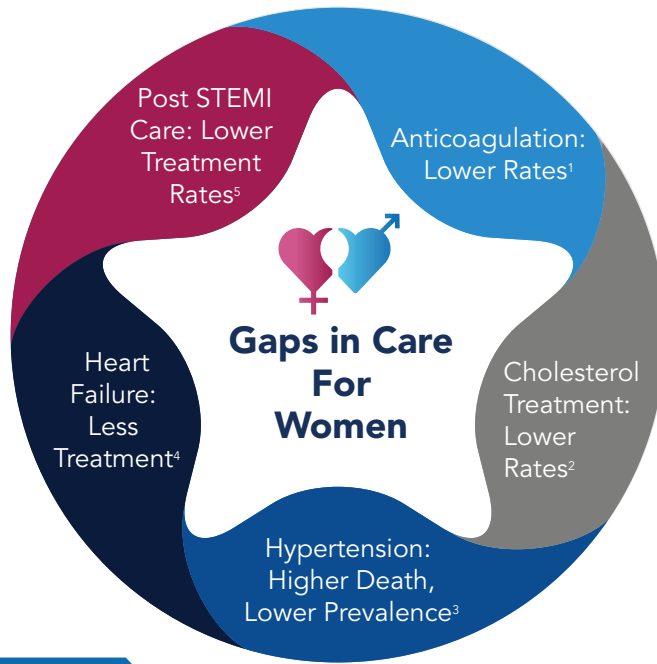 Post STEMI
Care: Lower
Treatment
Rates⁵
Anticoagulation:
Lower Rates¹
Gaps in Care
For
Women
Heart
Failure:
Less
Treatment⁴
Cholesterol
Treatment:
Lower
Rates²
Hypertension:
Higher Death,
Lower Prevalence³